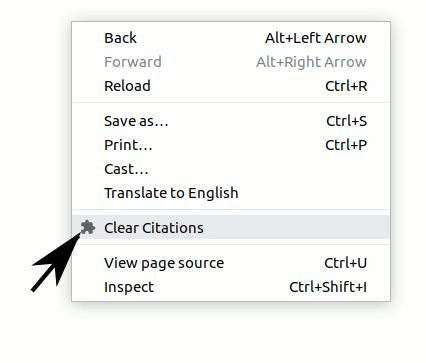 Back Alt+Left Arrow
Forward Alt+Right Arrow
Reload Ctrl+R
Save as… Ctrl+S
Print… Ctrl+P
Cast…
Translate to English
Clear Citations
View page source Ctrl+U
Inspect Ctrl+Shift+I